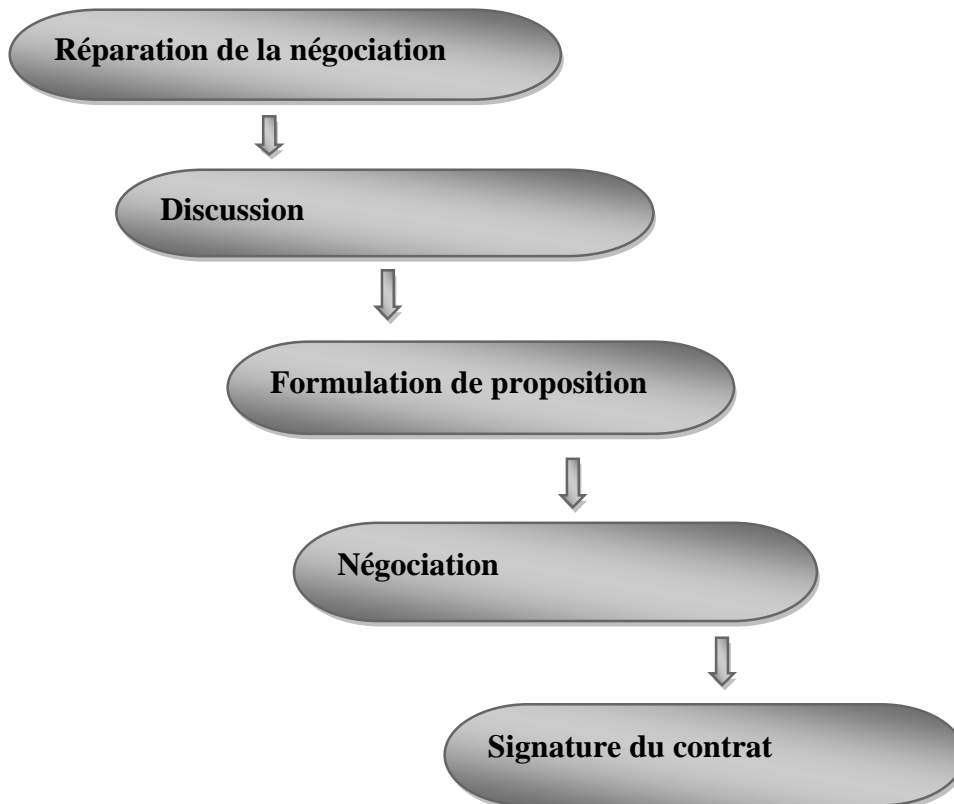 Réparation de la négociation
Discussion
Formulation de proposition
Négociation
Signature du contrat